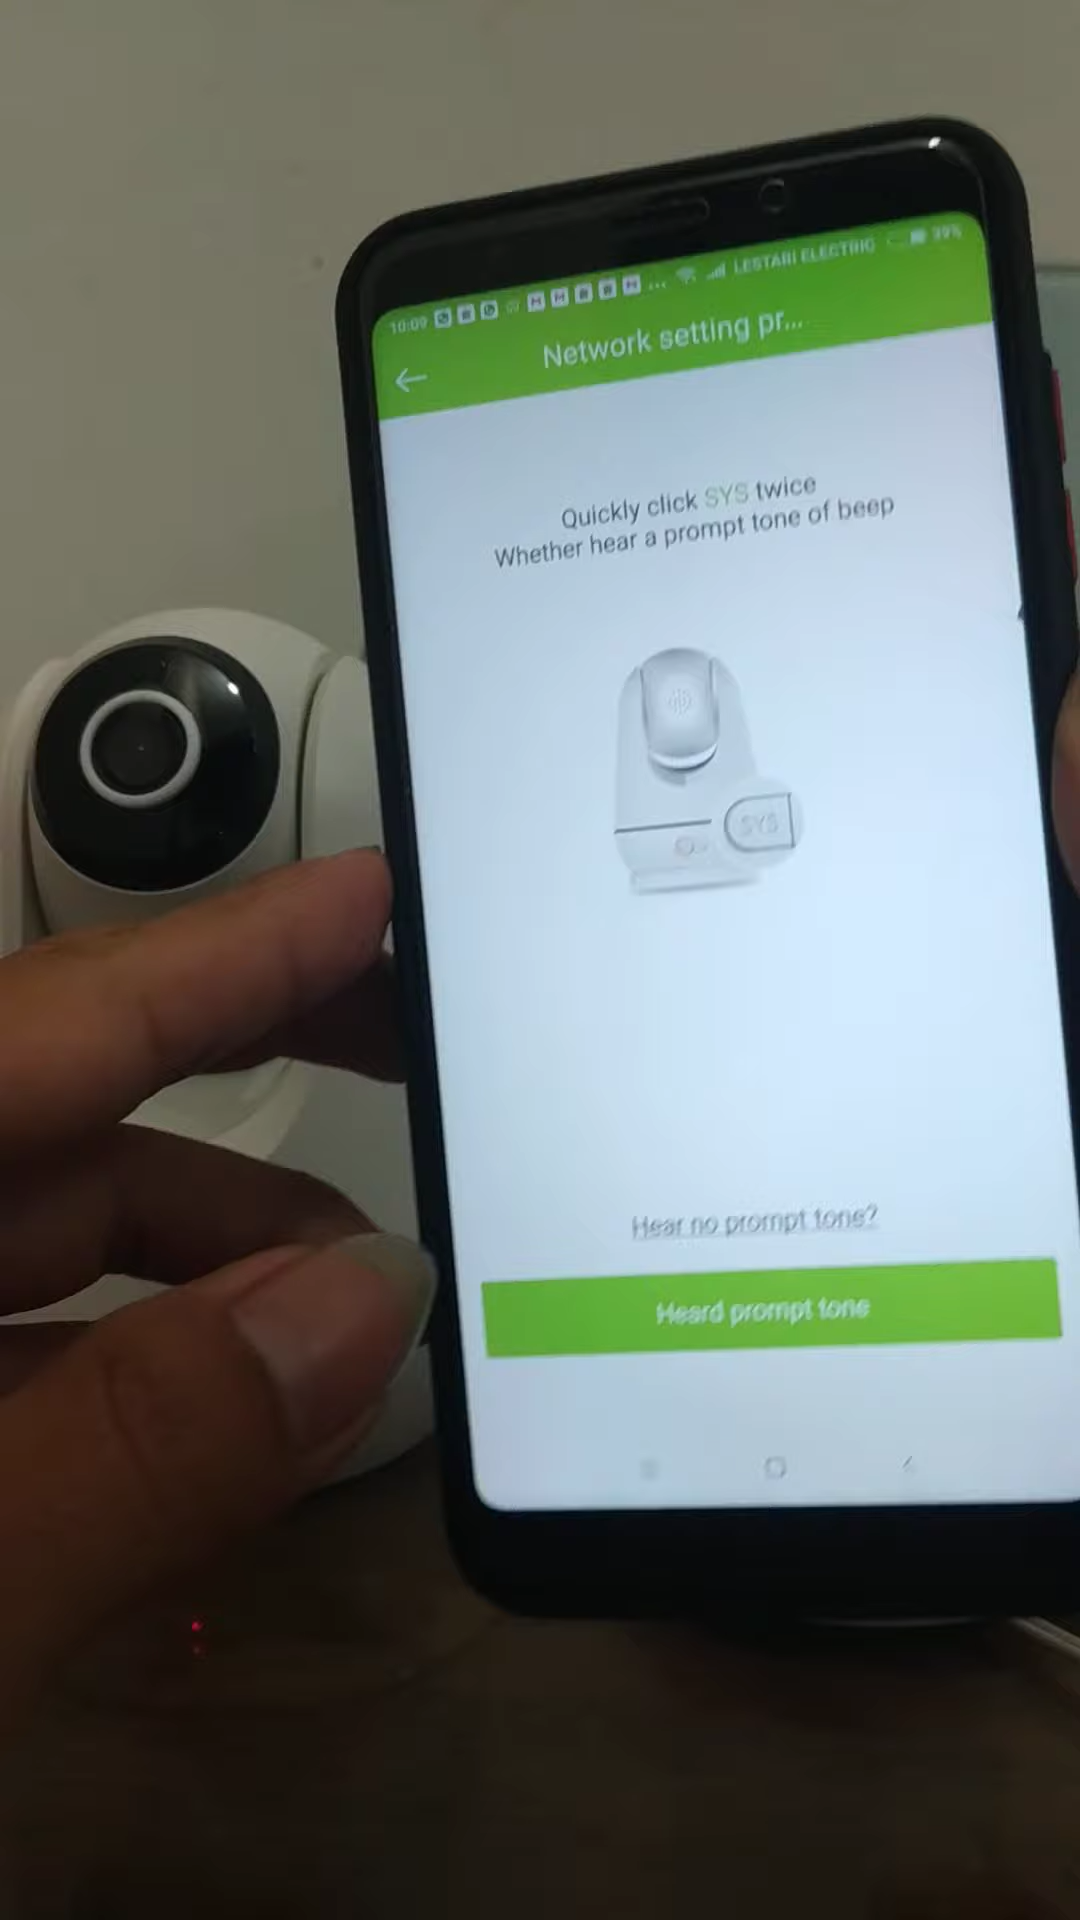 10:09
LESTARI ELECTRIC
39%
Network setting pr...
Quickly click SYS twice
Whether hear a prompt tone of beep
SYS
Hear no prompt tone?
Heard prompt tone